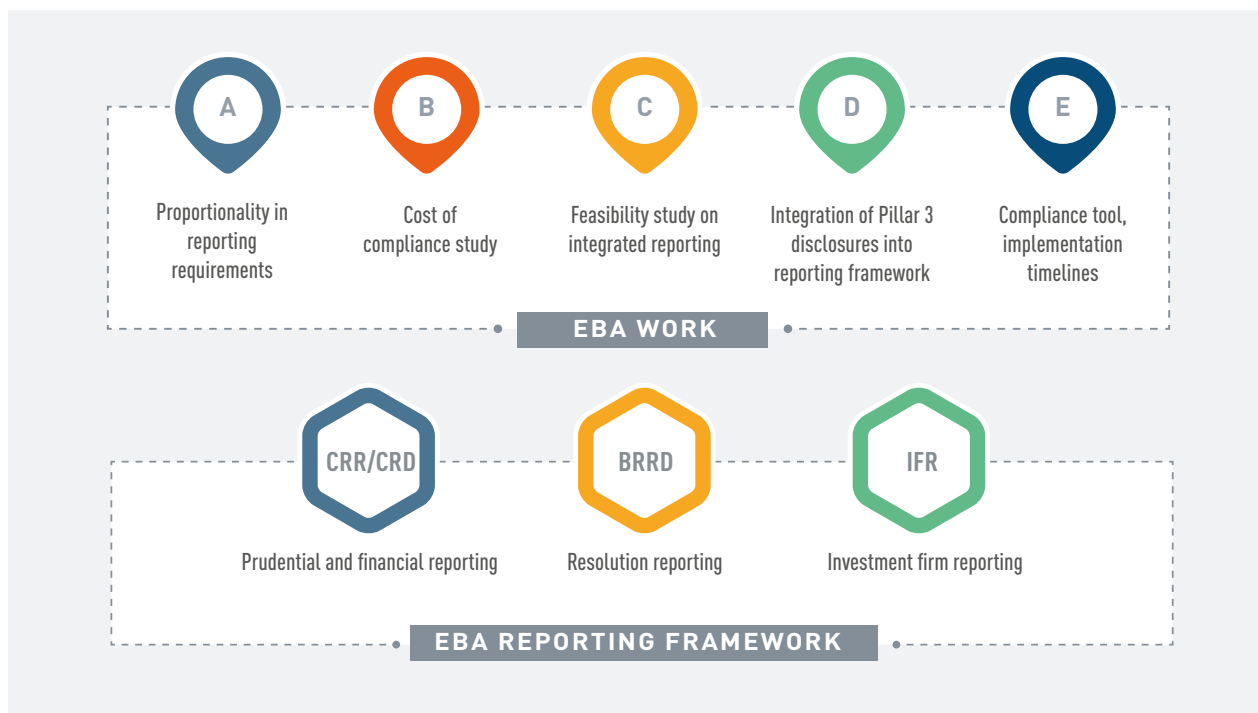 A
B
C
D
E
Proportionality in
reporting
requirements
Cost of
compliance study
Feasibility study on
integrated reporting
Integration of Pillar 3
disclosures into
reporting framework
Compliance tool,
implementation
timelines
EBA WORK
CRR/CRD
BRRD
IFR
Prudential and financial reporting
Resolution reporting
Investment firm reporting
EBA REPORTING FRAMEWORK